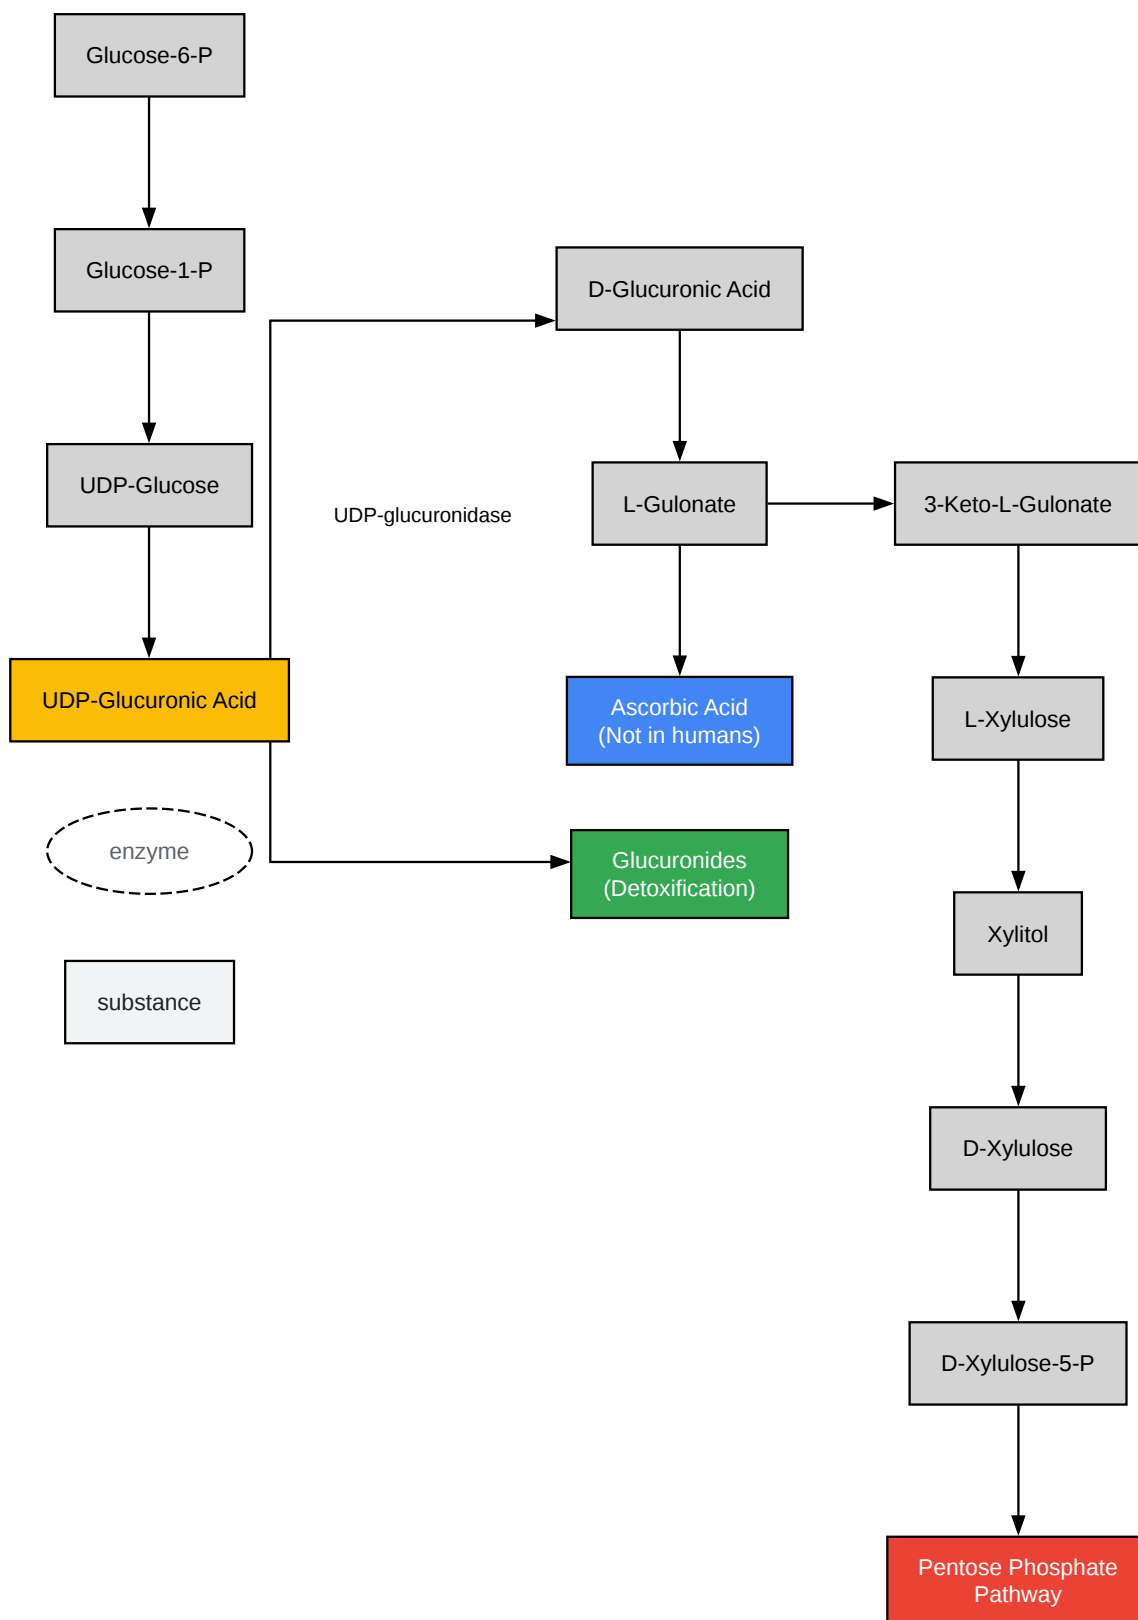 Glucose-6-P
Glucose-1-P
UDP-Glucose
UDP-Glucuronic Acid
enzyme
substance
UDP-glucuronidase
D-Glucuronic Acid
L-Gulonate
Ascorbic Acid
(Not in humans)
Glucuronides
(Detoxification)
3-Keto-L-Gulonate
L-Xylulose
Xylitol
D-Xylulose
D-Xylulose-5-P
Pentose Phosphate
Pathway